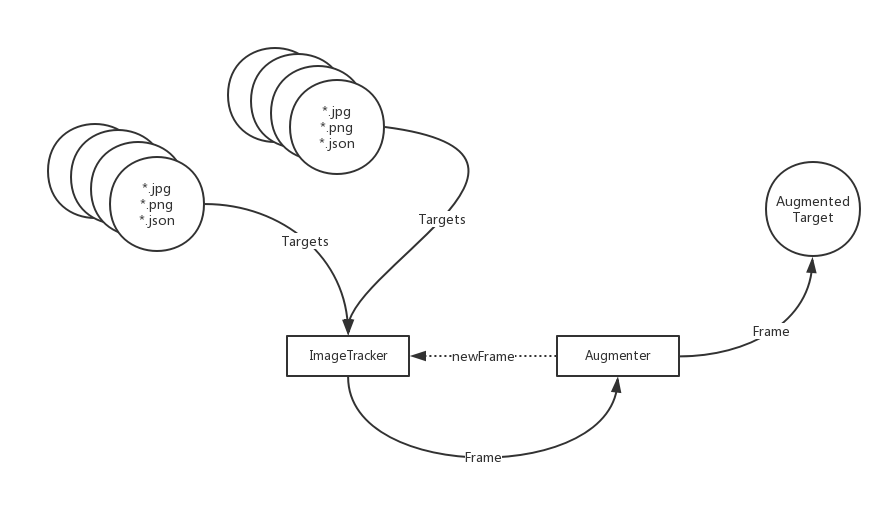 *.jpg
*.png
*.json
*.jpg
*.png
*.json
Targets
Targets
Augmented
Target
ImageTracker
newFrame
Augmenter
Frame
Frame